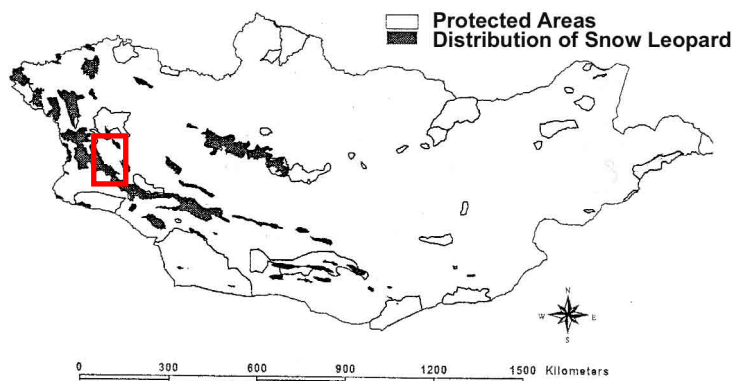 Protected Areas
Distribution of Snow Leopard
N
W E
S
0 300 600 900 1200 1500 Kilometers